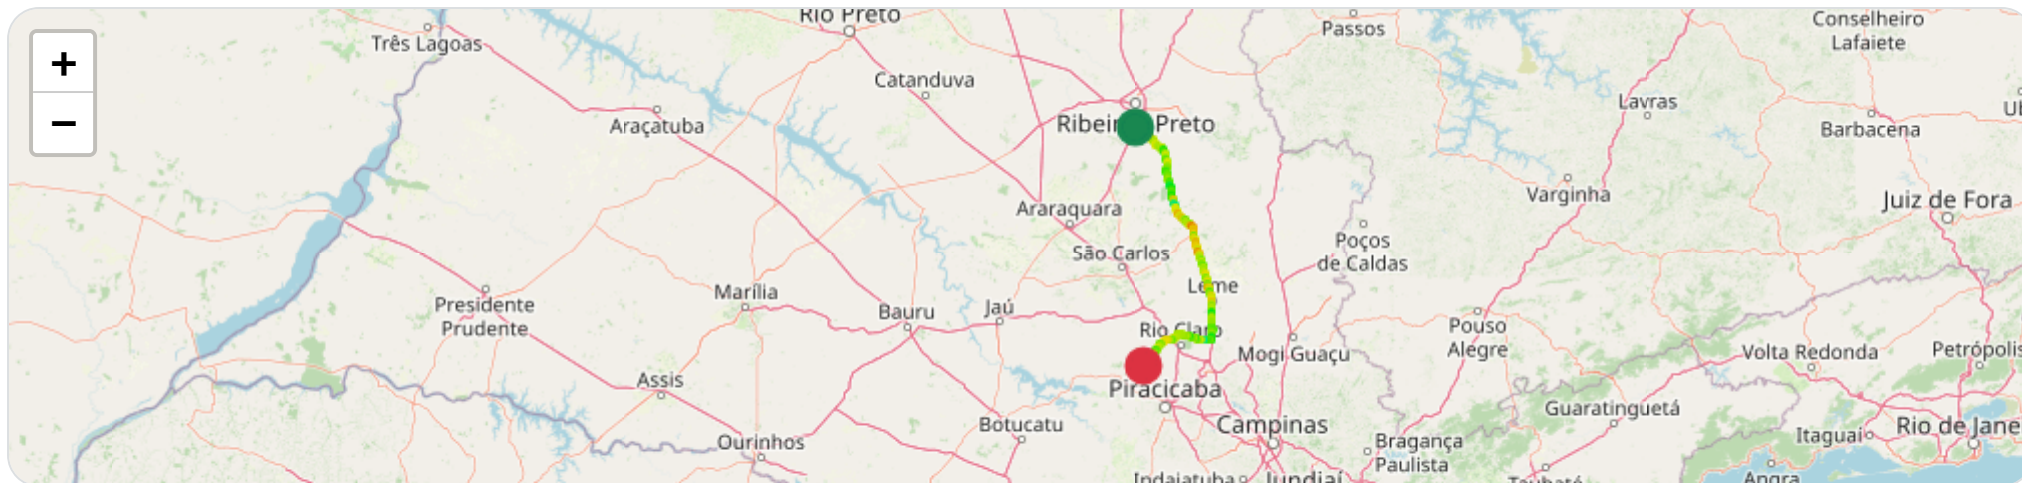 +
−
Rio Preto
Três Lagoas
Catanduva
Araçatuba
Passos
Conselheiro
Lafaiete
Lavras
Barbacena
Preto
Araraquara
São Carlos
Varginha
Juiz de Fora
Poços
de Caldas
Presidente
Prudente
Marília
Bauru
Jaú
Leme
Rio Claro
Mogi Guaçu
Pouso
Alegre
Volta Redonda
Petrópolis
Assis
Piracicaba
Guaratinguetá
Ourinhos
Botucatu
Campinas
Bragança
Paulista
Itaguaí
Rio de Jane
Indaiatuba
Jundiaí
Taubaté
Angra